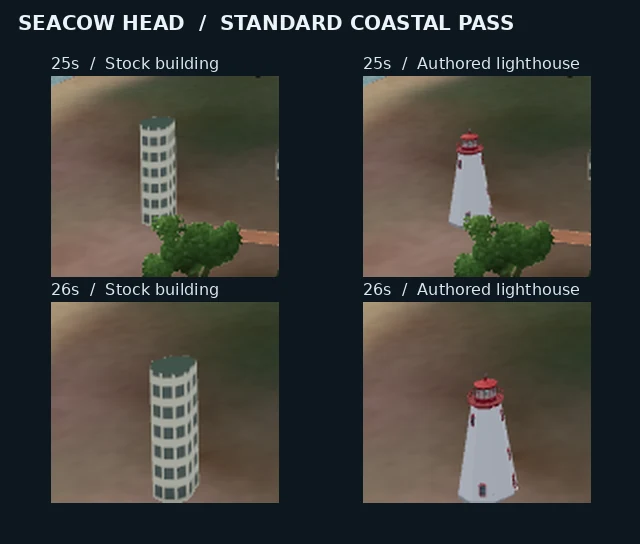 SEACOW HEAD / STANDARD COASTAL PASS
25s / Stock building
25s / Authored lighthouse
26s / Stock building
26s / Authored lighthouse